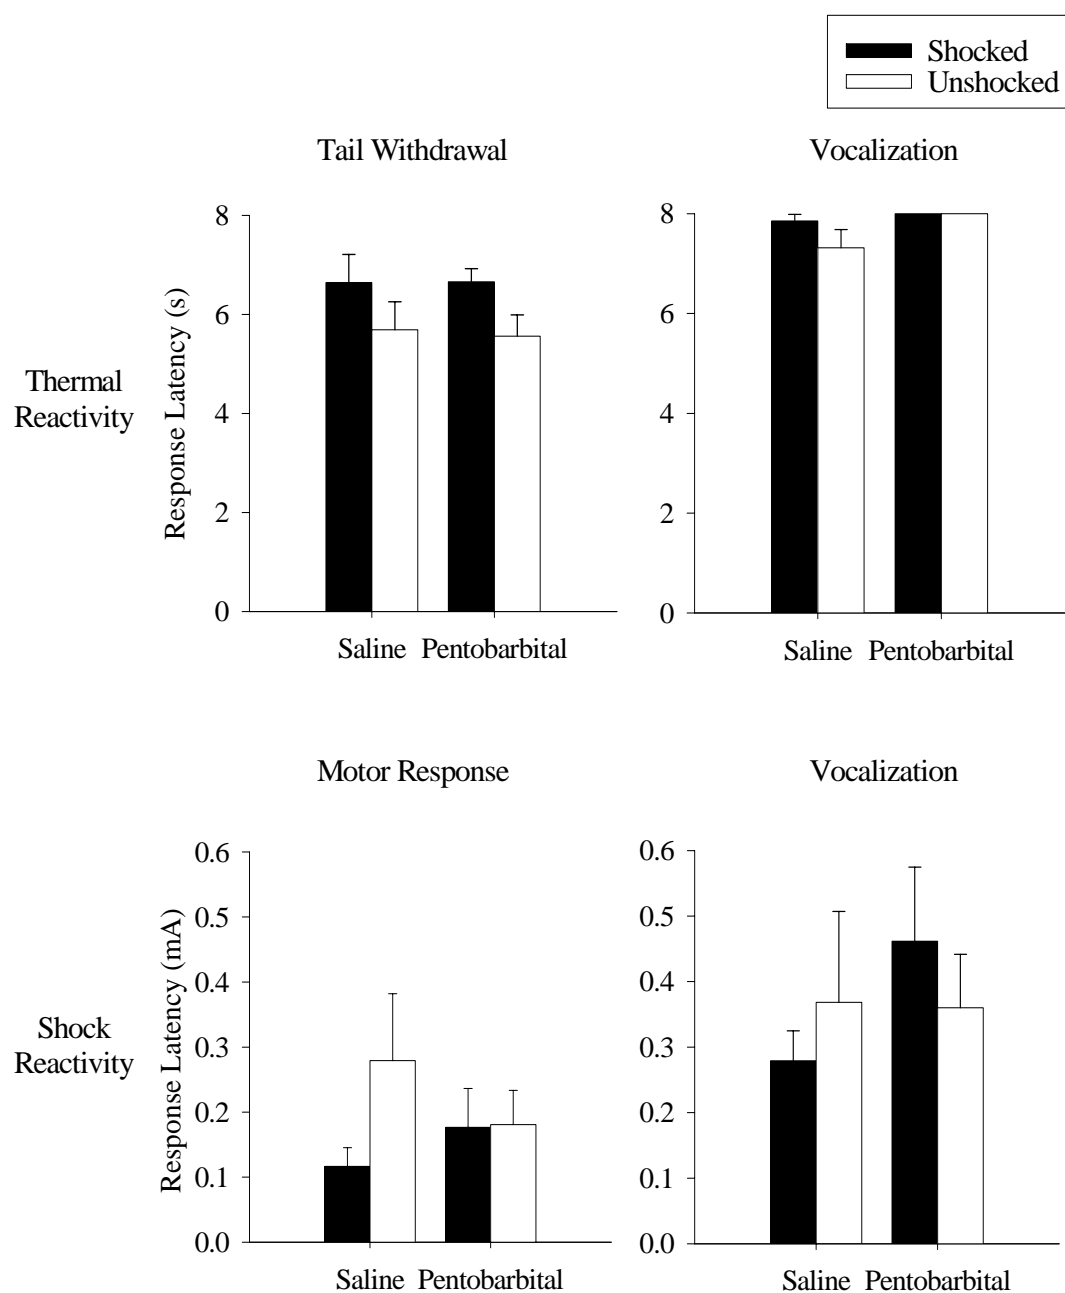 Shocked
Unshocked
Tail Withdrawal
Vocalization
Thermal
Reactivity
Response Latency (s)
8
6
4
2
0
Saline Pentobarbital
8
6
4
2
0
Saline Pentobarbital
Motor Response
Vocalization
Shock
Reactivity
Response Latency (mA)
0.6
0.5
0.4
0.3
0.2
0.1
0.0
Saline Pentobarbital
0.6
0.5
0.4
0.3
0.2
0.1
0.0
Saline Pentobarbital